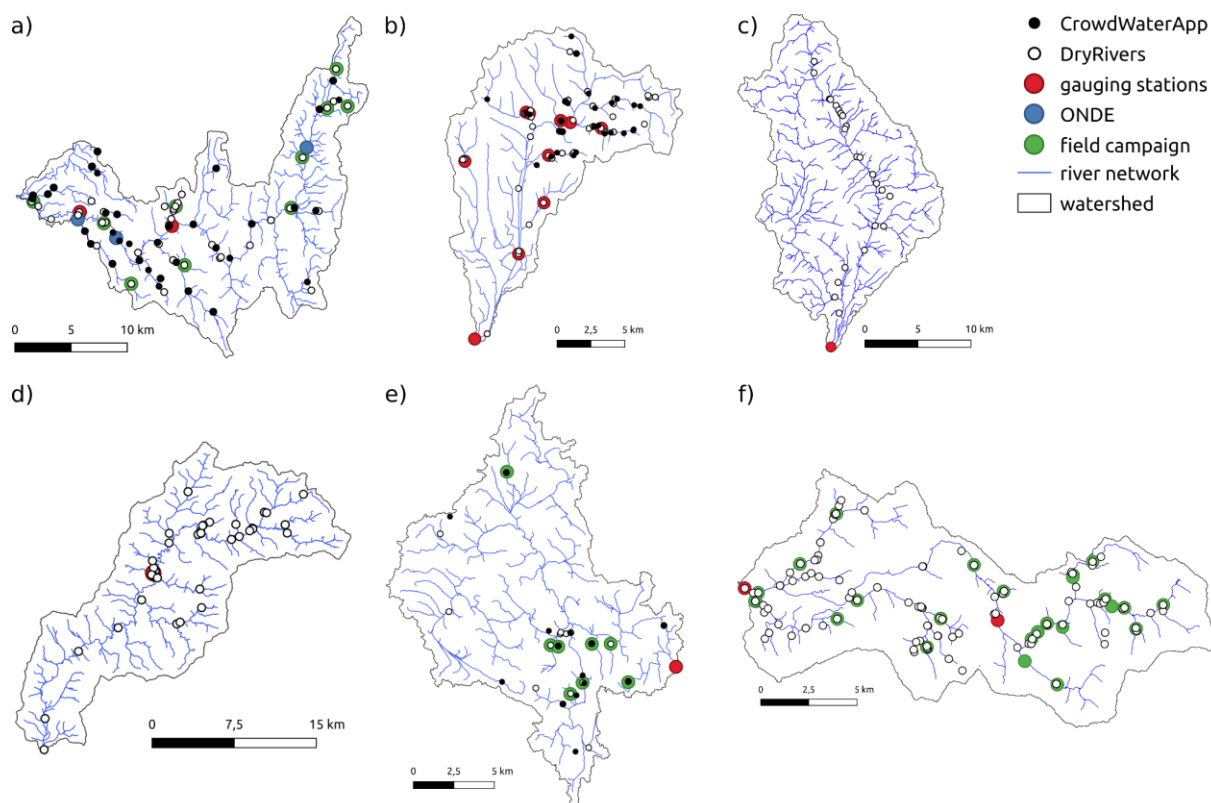 a)
b)
c)
CrowdWaterApp
DryRivers
gauging stations
ONDE
field campaign
river network
watershed
0 5 10 km
0 2,5 5 km
0 5 10 km
d)
e)
f)
0 7,5 15 km
0 2,5 5 km
0 2,5 5 km